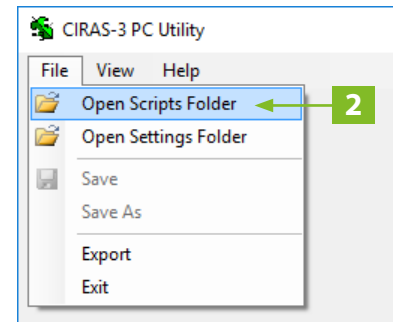 CIRAS-3 PC Utility
File View Help
Open Scripts Folder 2
Open Settings Folder
Save
Save As
Export
Exit